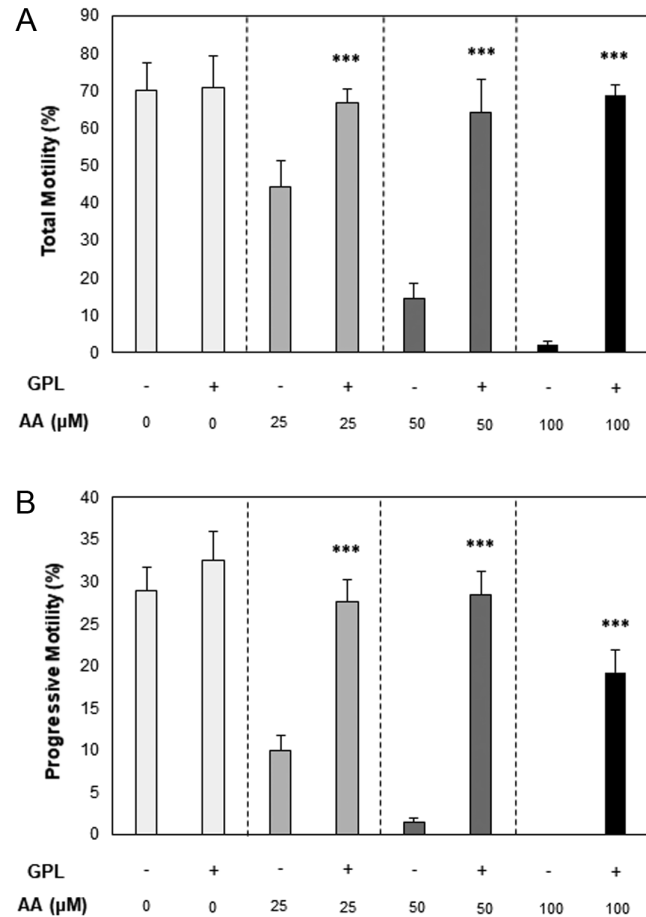 A
Total Motility (%)
90
80
70
60
50
40
30
20
10
0
*** *** ***
GPL - + - + - + - +
AA (µM) 0 0 25 25 50 50 100 100
B
Progressive Motility (%)
40
35
30
25
20
15
10
5
0
*** *** ***
GPL - + - + - + - +
AA (µM) 0 0 25 25 50 50 100 100